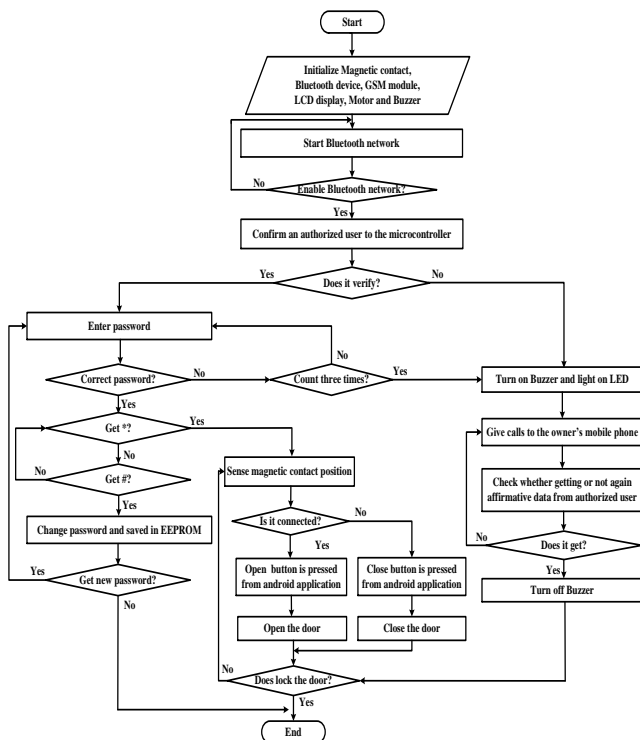 Start
Initialize Magnetic contact,
Bluetooth device, GSM module,
LCD display, Motor and Buzzer
Start Bluetooth network
No
Enable Bluetooth network?
Yes
Confirm an authorized user to the microcontroller
Yes
Does it verify?
No
Enter password
No
Correct password?
No
Count three times?
Yes
Turn on Buzzer and light on LED
Yes
Get *?
Yes
Give calls to the owner's mobile phone
No
No
Get #?
Sense magnetic contact position
Check whether getting or not again
affirmative data from authorized user
Yes
Change password and saved in EEPROM
Is it connected?
No
Yes
No
Does it get?
Yes
Get new password?
No
Open button is pressed
from android application
Close button is pressed
from android application
Yes
Turn off Buzzer
Open the door
Close the door
No
Does lock the door?
Yes
End